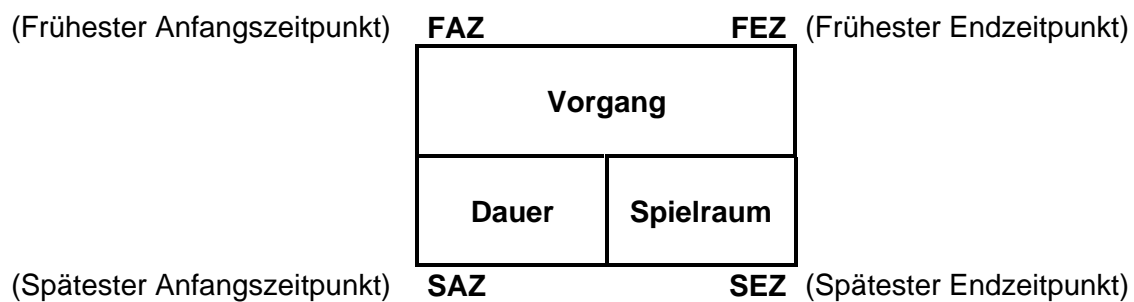 (Frühester Anfangszeitpunkt) FAZ FEZ (Frühester Endzeitpunkt)
Vorgang
Dauer Spielraum
(Spätester Anfangszeitpunkt) SAZ SEZ (Spätester Endzeitpunkt)